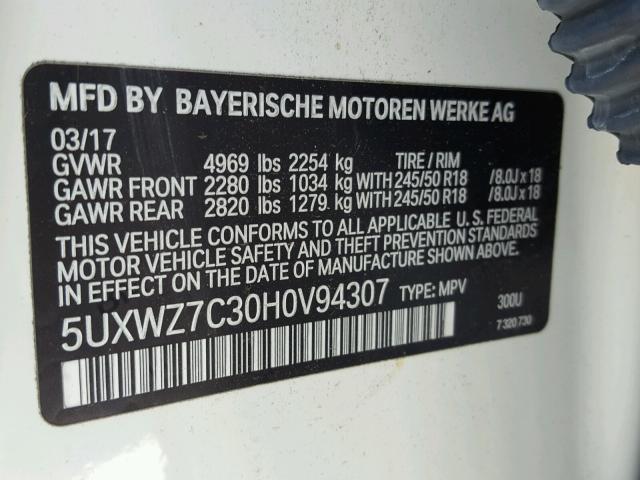 MFD BY BAYERISCHE MOTOREN WERKE AG
03/17
GVWR 4969 lbs 2254 kg TIRE / RIM
GAWR FRONT 2280 lbs 1034 kg WITH 245/50 R18 /8.0J x 18
GAWR REAR 2820 lbs 1279 kg WITH 245/50 R18 /8.0J x 18
THIS VEHICLE CONFORMS TO ALL APPLICABLE U. S. FEDERAL
MOTOR VEHICLE SAFETY AND THEFT PREVENTION STANDARDS
IN EFFECT ON THE DATE OF MANUFACTURE SHOWN ABOVE.
5UXWZ7C30H0V94307 TYPE: MPV 300U
7 320 730